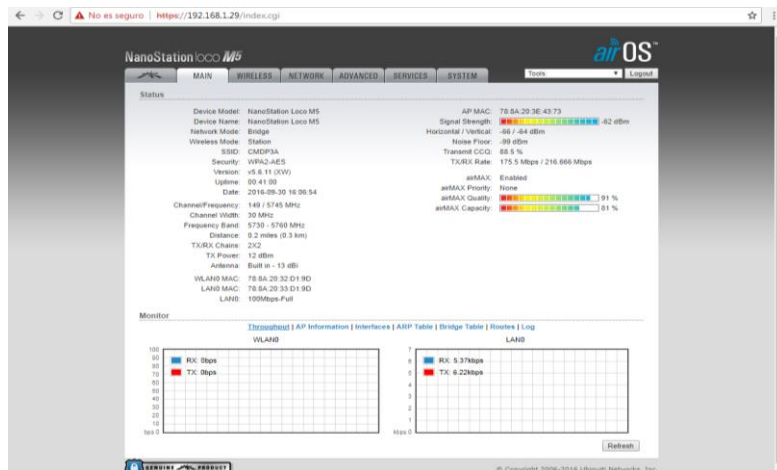 No es seguro | https://192.168.1.29/index.cgi
NanoStation loco M5
airOS™
MAIN WIRELESS NETWORK ADVANCED SERVICES SYSTEM Tools Logout
Status
Device Model: NanoStation Loco M5
Device Name: NanoStation Loco M5
Network Mode: Bridge
Wireless Mode: Station
SSID: CMDP3A
Security: WPA2-AES
Version: v5.6.11 (XW)
Uptime: 00:41:00
Date: 2016-09-30 16:06:54
Channel/Frequency: 149 / 5745 MHz
Channel Width: 30 MHz
Frequency Band: 5730 - 5760 MHz
Distance: 0.2 miles (0.3 km)
TX/RX Chains: 2X2
TX Power: 12 dBm
Antenna: Built in - 13 dBi
WLAN0 MAC: 78:8A:20:32:D1:9D
LAN0 MAC: 78:8A:20:33:D1:9D
LAN0: 100Mbps-Full
AP MAC: 78:8A:20:3E:43:73
Signal Strength: -62 dBm
Horizontal / Vertical: -66 / -64 dBm
Noise Floor: -99 dBm
Transmit CCQ: 88.5 %
TX/RX Rate: 175.5 Mbps / 216.666 Mbps
airMAX: Enabled
airMAX Priority: None
airMAX Quality: 91 %
airMAX Capacity: 81 %
Monitor
Throughput | AP Information | Interfaces | ARP Table | Bridge Table | Routes | Log
WLAN0
100
90
80
70
60
50
40
30
20
10
bps 0
RX: 0bps
TX: 0bps
LAN0
7
6
5
4
3
2
1
kbps 0
RX: 5.37kbps
TX: 6.22kbps
Refresh
GENUINE PRODUCT
© Copyright 2006-2016 Ubiquiti Networks, Inc.